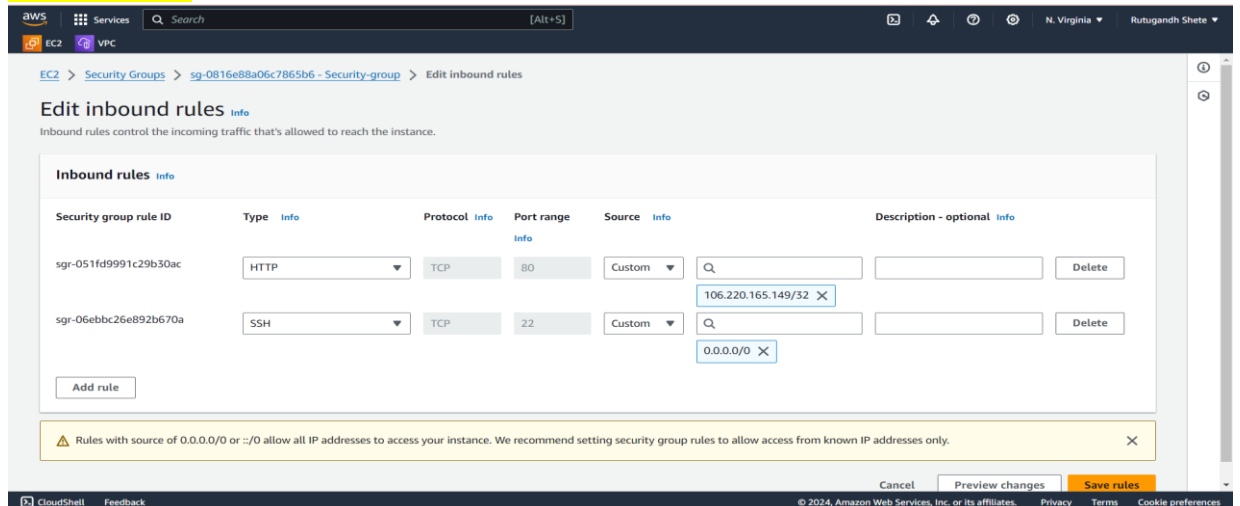 aws Services Search [Alt+S] N. Virginia ▼ Rutugandh Shete ▼
EC2 VPC
EC2 > Security Groups > sg-0816e88a06c7865b6 - Security-group > Edit inbound rules
Edit inbound rules Info
Inbound rules control the incoming traffic that's allowed to reach the instance.
Inbound rules Info
Security group rule ID Type Info Protocol Info Port range Source Info Description - optional Info
Info
sgr-051fd9991c29b30ac HTTP TCP 80 Custom Delete
106.220.165.149/32
sgr-06ebbc26e892b670a SSH TCP 22 Custom Delete
0.0.0.0/0
Add rule
Rules with source of 0.0.0.0/0 or ::/0 allow all IP addresses to access your instance. We recommend setting security group rules to allow access from known IP addresses only.
Cancel Preview changes Save rules
CloudShell Feedback © 2024, Amazon Web Services, Inc. or its affiliates. Privacy Terms Cookie preferences